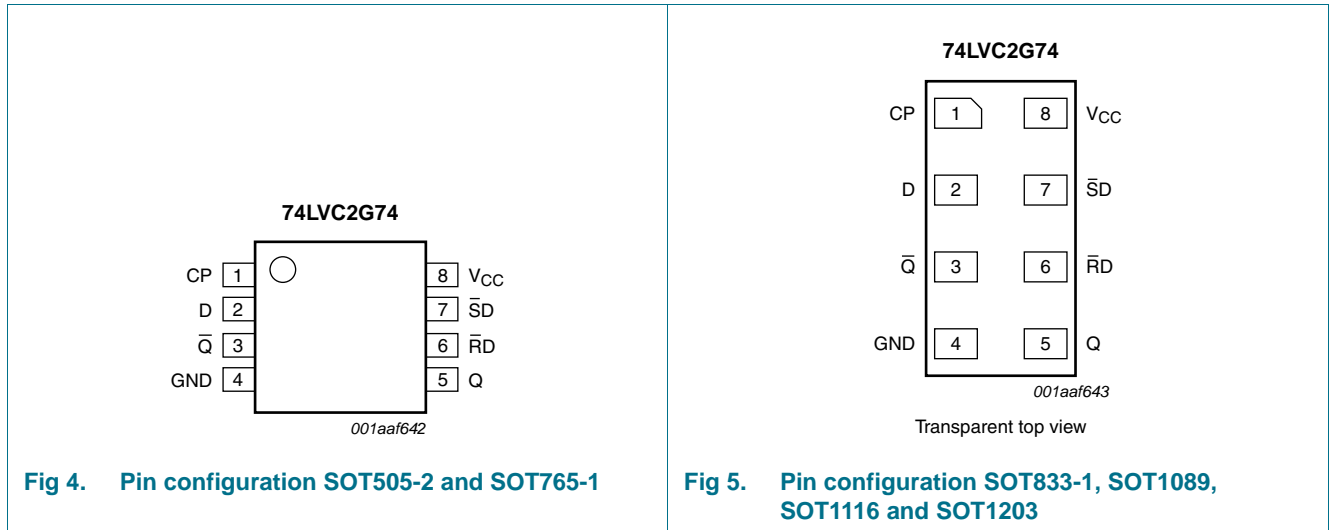 74LVC2G74
CP 1 8 VCC
D 2 7 S̅D
Q̅ 3 6 R̅D
GND 4 5 Q
001aaf642
Fig 4. Pin configuration SOT505-2 and SOT765-1
74LVC2G74
CP 1 8 VCC
D 2 7 S̅D
Q̅ 3 6 R̅D
GND 4 5 Q
001aaf643
Transparent top view
Fig 5. Pin configuration SOT833-1, SOT1089,
SOT1116 and SOT1203